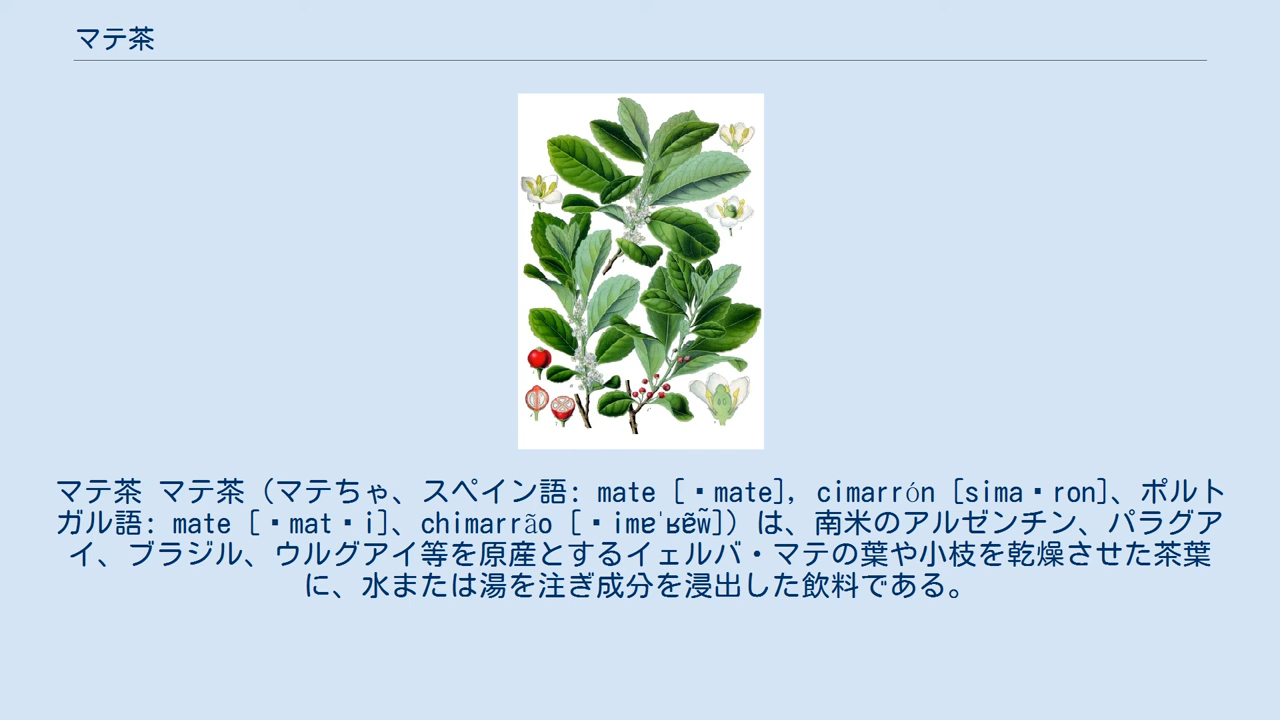 マテ茶
マテ茶 マテ茶（マテちゃ、スペイン語: mate [▪mate], cimarrón [sima▪ron]、ポルト
ガル語: mate [▪mat▪i]、chimarrão [▪imɐˈʁɐ̃w̃]）は、南米のアルゼンチン、パラグア
イ、ブラジル、ウルグアイ等を原産とするイェルバ・マテの葉や小枝を乾燥させた茶葉
に、水または湯を注ぎ成分を浸出した飲料である。